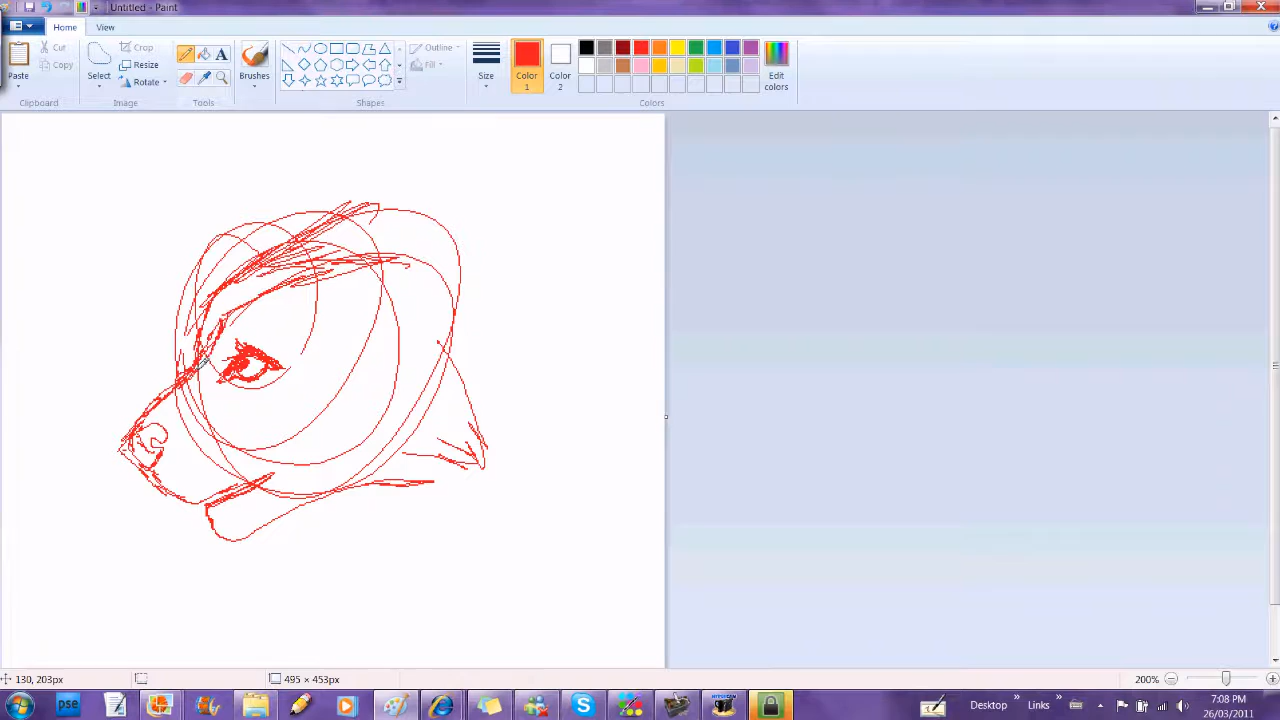 Untitled - Paint
Home View
Paste
Cut
Copy
Clipboard
Select
Crop
Resize
Rotate
Image
A
Tools
Brushes
Outline
Fill
Shapes
Size
Color 1
Color 2
Edit colors
Colors
130, 203px
495 × 453px
200%
pse
Desktop » Links »
7:08 PM
26/03/2011